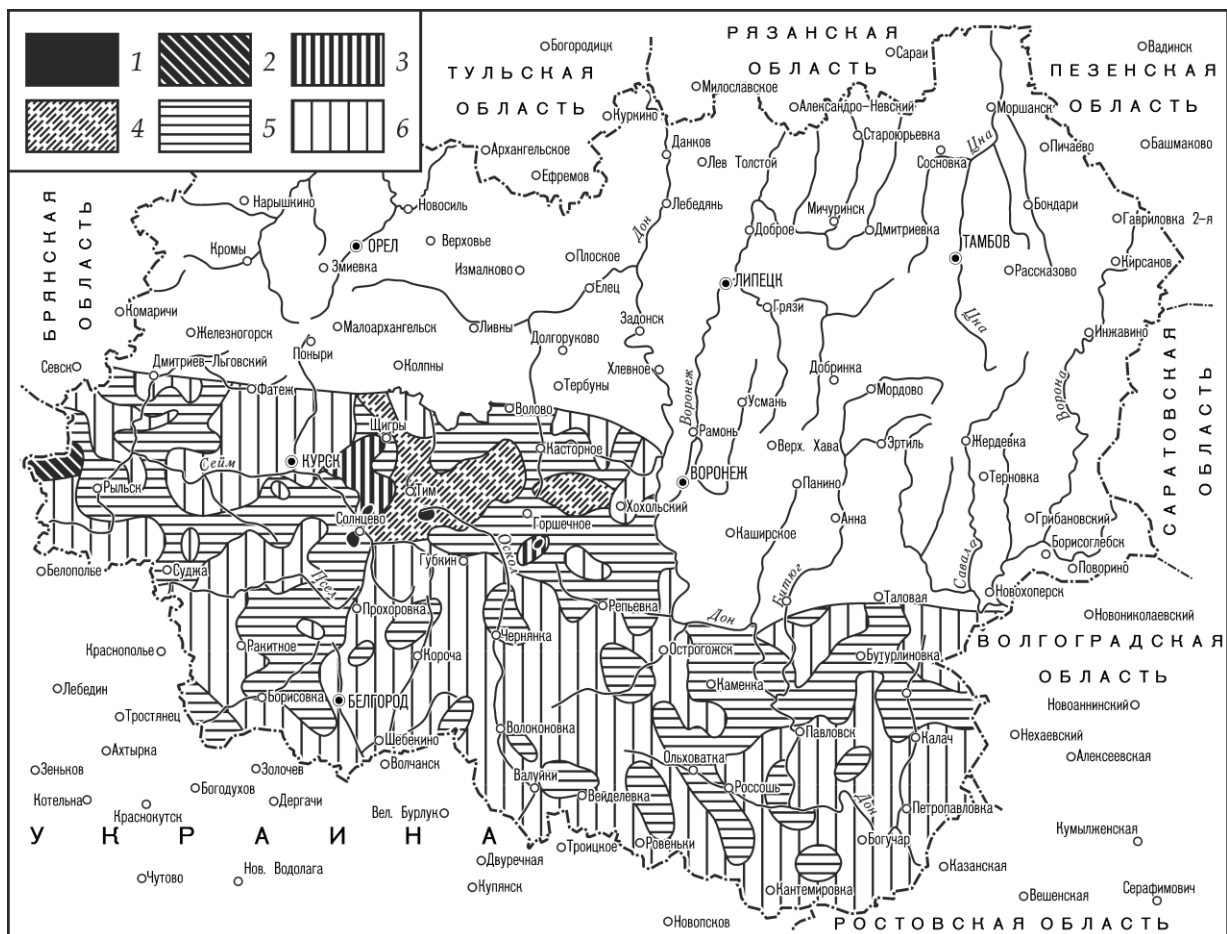 1
2
3
4
5
6
Богородицк
РЯЗАНСКАЯ
ОБЛАСТЬ
Сараи
Вадинск
ТУЛЬСКАЯ
ОБЛАСТЬ
ПЕЗЕНСКАЯ
ОБЛАСТЬ
Милославское
Александро-Невский
Моршанск
Куркино
Данков
Староюрьевка
Цна
Пичаево
Башмаково
Архангельское
Лев Толстой
Сосновка
Ефремов
БРЯНСКАЯ
ОБЛАСТЬ
Нарышкино
Новосиль
Лебедянь
Мичуринск
Бондари
Гавриловка 2-я
Дон
Доброе
Дмитриевка
ОРЕЛ
Верховье
ТАМБОВ
Кромы
Змиевка
Измалково
Плоское
Рассказово
Кирсанов
ЛИПЕЦК
Елец
Комаричи
Грязи
Цна
Железногорск
Малоархангельск
Ливны
Задонск
Инжавино
Поныри
Долгоруково
САРАТОВСКАЯ
ОБЛАСТЬ
Севск
Дмитриев-Льговский
Колпны
Хлевное
Добринка
Фатеж
Тербуны
Мордово
Ворона
Волово
Воронеж
Усмань
Щигры
Рамонь
Верх. Хава
Эртиль
Жердевка
КУРСК
Касторное
Сейм
ВОРОНЕЖ
Панино
Терновка
Рыльск
Тим
Хохольский
Солнцево
Горшечное
Анна
Грибановский
Каширское
Борисоглебск
Оскол
Савала
Поворино
Белополье
Суджа
Губкин
Псел
Битюг
Новохоперск
Прохоровка
Репьевка
Дон
Таловая
Новониколаевский
Чернянка
ВОЛГОГРАДСКАЯ
ОБЛАСТЬ
Краснополье
Ракитное
Короча
Острогожск
Бутурлиновка
Лебедин
Борисовка
БЕЛГОРОД
Каменка
Новоаннинский
Тростянец
Волоконовка
Павловск
Калач
Нехаевский
Ахтырка
Шебекино
Алексеевская
Зеньков
Золочев
Волчанск
Ольховатка
Богодухов
Валуйки
Россошь
Котелька
Дергачи
Вейделевка
Дон
Петропавловка
Краснокутск
Вел. Бурлук
Кумылженская
УКРАИНА
Двуречная
Троицкое
Ровеньки
Богучар
Казанская
Чутово
Нов. Водолага
Купянск
Кантемировка
Вешенская
Серафимович
Новопсков
РОСТОВСКАЯ ОБЛАСТЬ